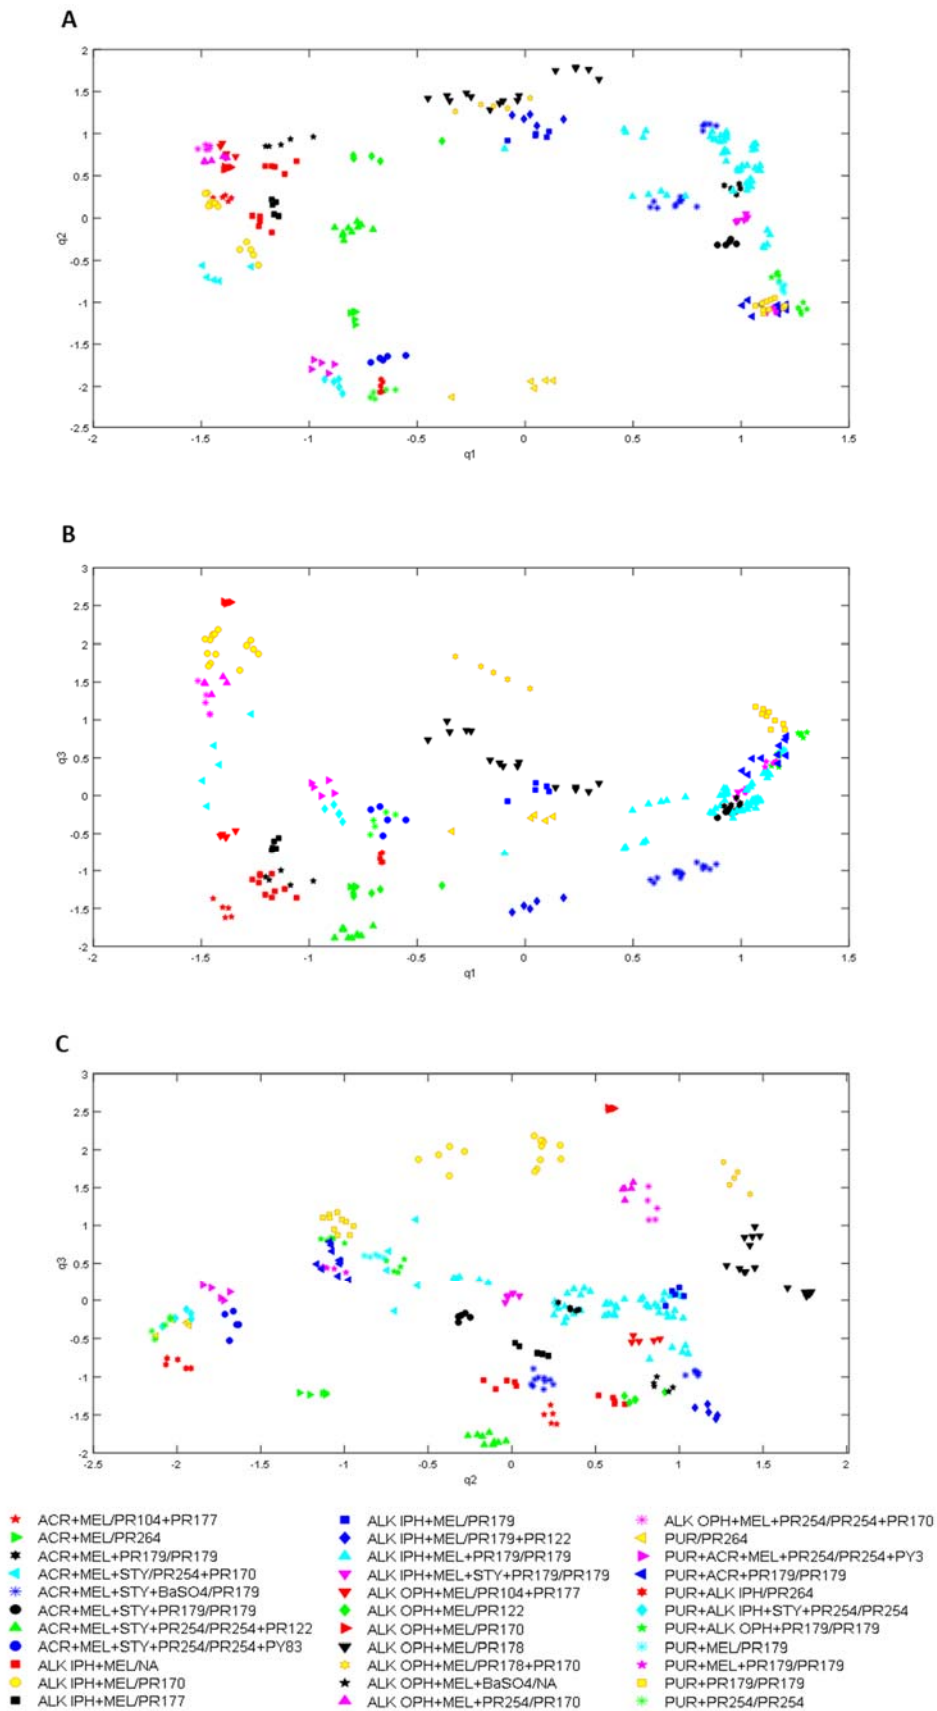 A
2
1.5
1
0.5
0
-0.5
-1
-1.5
-2
-2.5
q2
-2 -1.5 -1 -0.5 0 0.5 1 1.5
q1
B
3
2.5
2
1.5
1
0.5
0
-0.5
-1
-1.5
-2
q3
-2 -1.5 -1 -0.5 0 0.5 1 1.5
q1
C
3
2.5
2
1.5
1
0.5
0
-0.5
-1
-1.5
-2
q3
-2.5 -2 -1.5 -1 -0.5 0 0.5 1 1.5 2
q2
ACR+MEL/PR104+PR177
ACR+MEL/PR264
ACR+MEL+PR179/PR179
ACR+MEL+STY/PR254+PR170
ACR+MEL+STY+BaSO4/PR179
ACR+MEL+STY+PR179/PR179
ACR+MEL+STY+PR254/PR254+PR122
ACR+MEL+STY+PR254/PR254+PY83
ALK IPH+MEL/NA
ALK IPH+MEL/PR170
ALK IPH+MEL/PR177
ALK IPH+MEL/PR179
ALK IPH+MEL/PR179+PR122
ALK IPH+MEL+PR179/PR179
ALK IPH+MEL+STY+PR179/PR179
ALK OPH+MEL/PR104+PR177
ALK OPH+MEL/PR122
ALK OPH+MEL/PR170
ALK OPH+MEL/PR178
ALK OPH+MEL/PR178+PR170
ALK OPH+MEL+BaSO4/NA
ALK OPH+MEL+PR254/PR170
ALK OPH+MEL+PR254/PR254+PR170
PUR/PR264
PUR+ACR+MEL+PR254/PR254+PY3
PUR+ACR+PR179/PR179
PUR+ALK IPH/PR264
PUR+ALK IPH+STY+PR254/PR254
PUR+ALK OPH+PR179/PR179
PUR+MEL/PR179
PUR+MEL+PR179/PR179
PUR+PR179/PR179
PUR+PR254/PR254